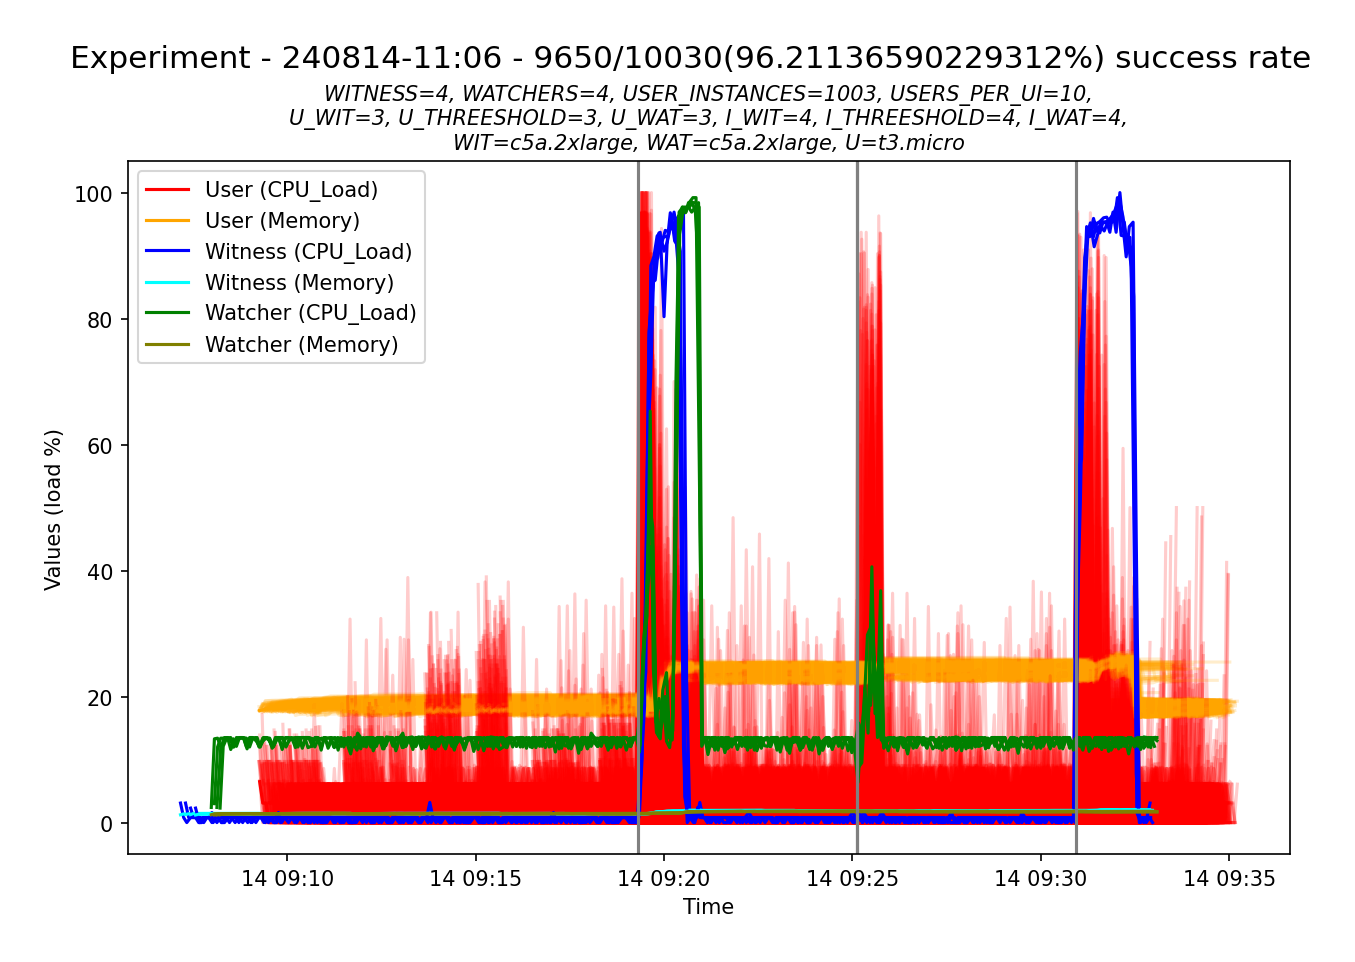 Experiment - 240814-11:06 - 9650/10030(96.21136590229312%) success rate
WITNESS=4, WATCHERS=4, USER_INSTANCES=1003, USERS_PER_UI=10,
U_WIT=3, U_THREESHOLD=3, U_WAT=3, I_WIT=4, I_THREESHOLD=4, I_WAT=4,
WIT=c5a.2xlarge, WAT=c5a.2xlarge, U=t3.micro
User (CPU_Load)
User (Memory)
Witness (CPU_Load)
Witness (Memory)
Watcher (CPU_Load)
Watcher (Memory)
Values (load %)
100
80
60
40
20
0
14 09:10
14 09:15
14 09:20
14 09:25
14 09:30
14 09:35
Time